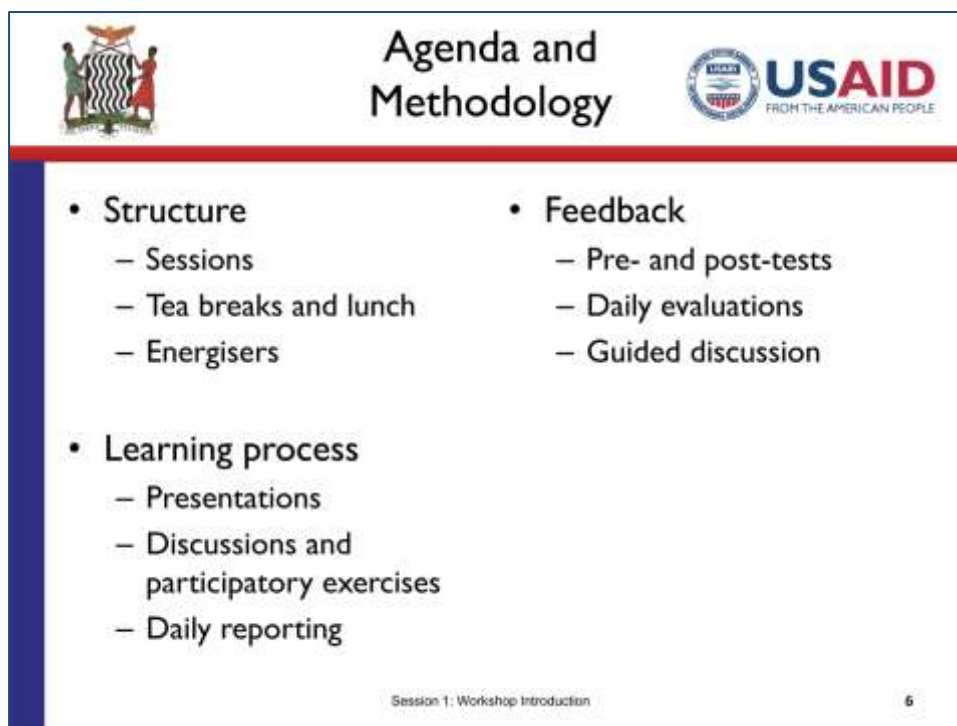 Agenda and
Methodology
USAID
FROM THE AMERICAN PEOPLE
• Structure
– Sessions
– Tea breaks and lunch
– Energisers
• Learning process
– Presentations
– Discussions and
participatory exercises
– Daily reporting
• Feedback
– Pre- and post-tests
– Daily evaluations
– Guided discussion
Session 1: Workshop Introduction
6